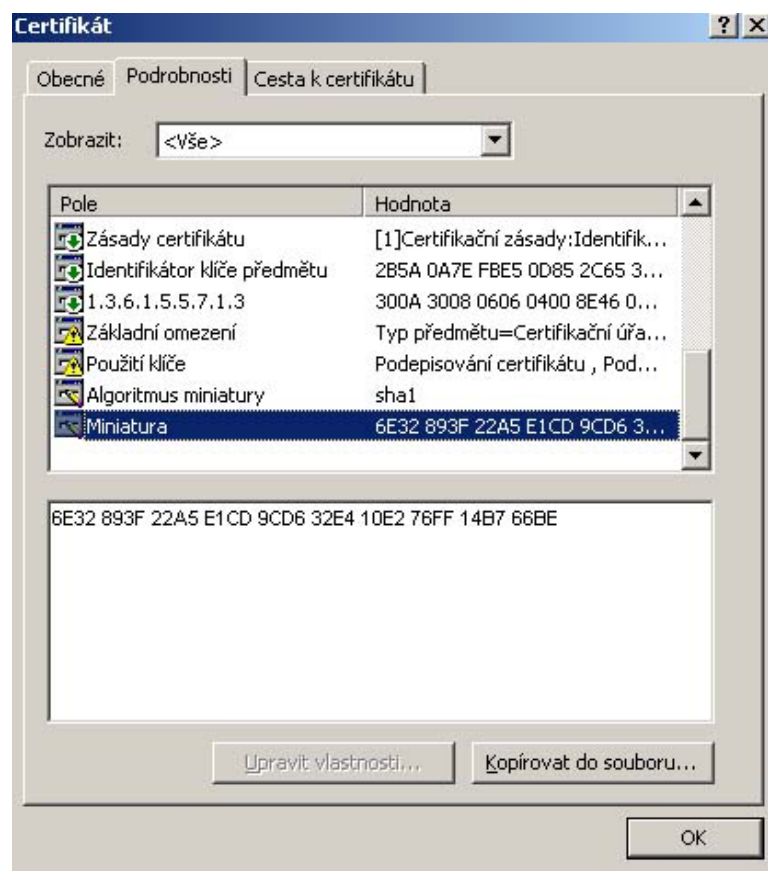 Certifikát
Obecné Podrobnosti Cesta k certifikátu
Zobrazit: <Vše>
Pole Hodnota
Zásady certifikátu [1]Certifikační zásady:Identifik...
Identifikátor klíče předmětu 2B5A 0A7E FBE5 0D85 2C65 3...
1.3.6.1.5.5.7.1.3 300A 3008 0606 0400 8E46 0...
Základní omezení Typ předmětu=Certifikační úřa...
Použití klíče Podepisování certifikátu , Pod...
Algoritmus miniatury sha1
Miniatura 6E32 893F 22A5 E1CD 9CD6 3...
6E32 893F 22A5 E1CD 9CD6 32E4 10E2 76FF 14B7 66BE
Upravit vlastnosti... Kopírovat do souboru...
OK